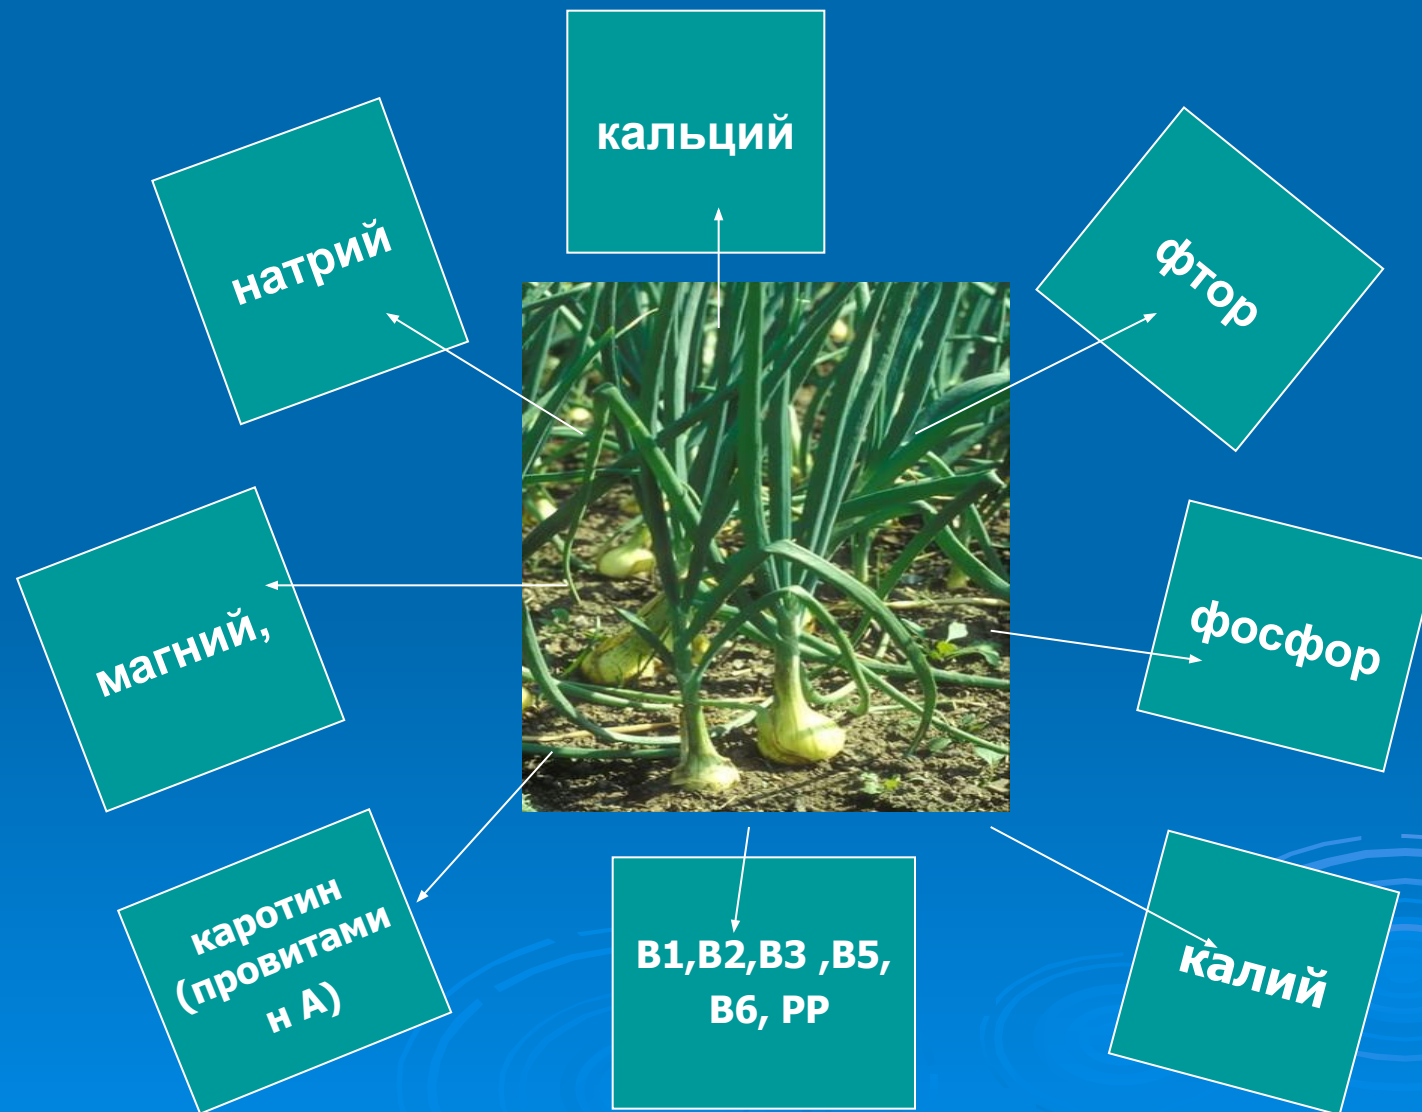 кальций
натрий
фтор
магний,
фосфор
каротин
(провитами
н А)
В1,В2,В3 ,В5,
В6, РР
калий